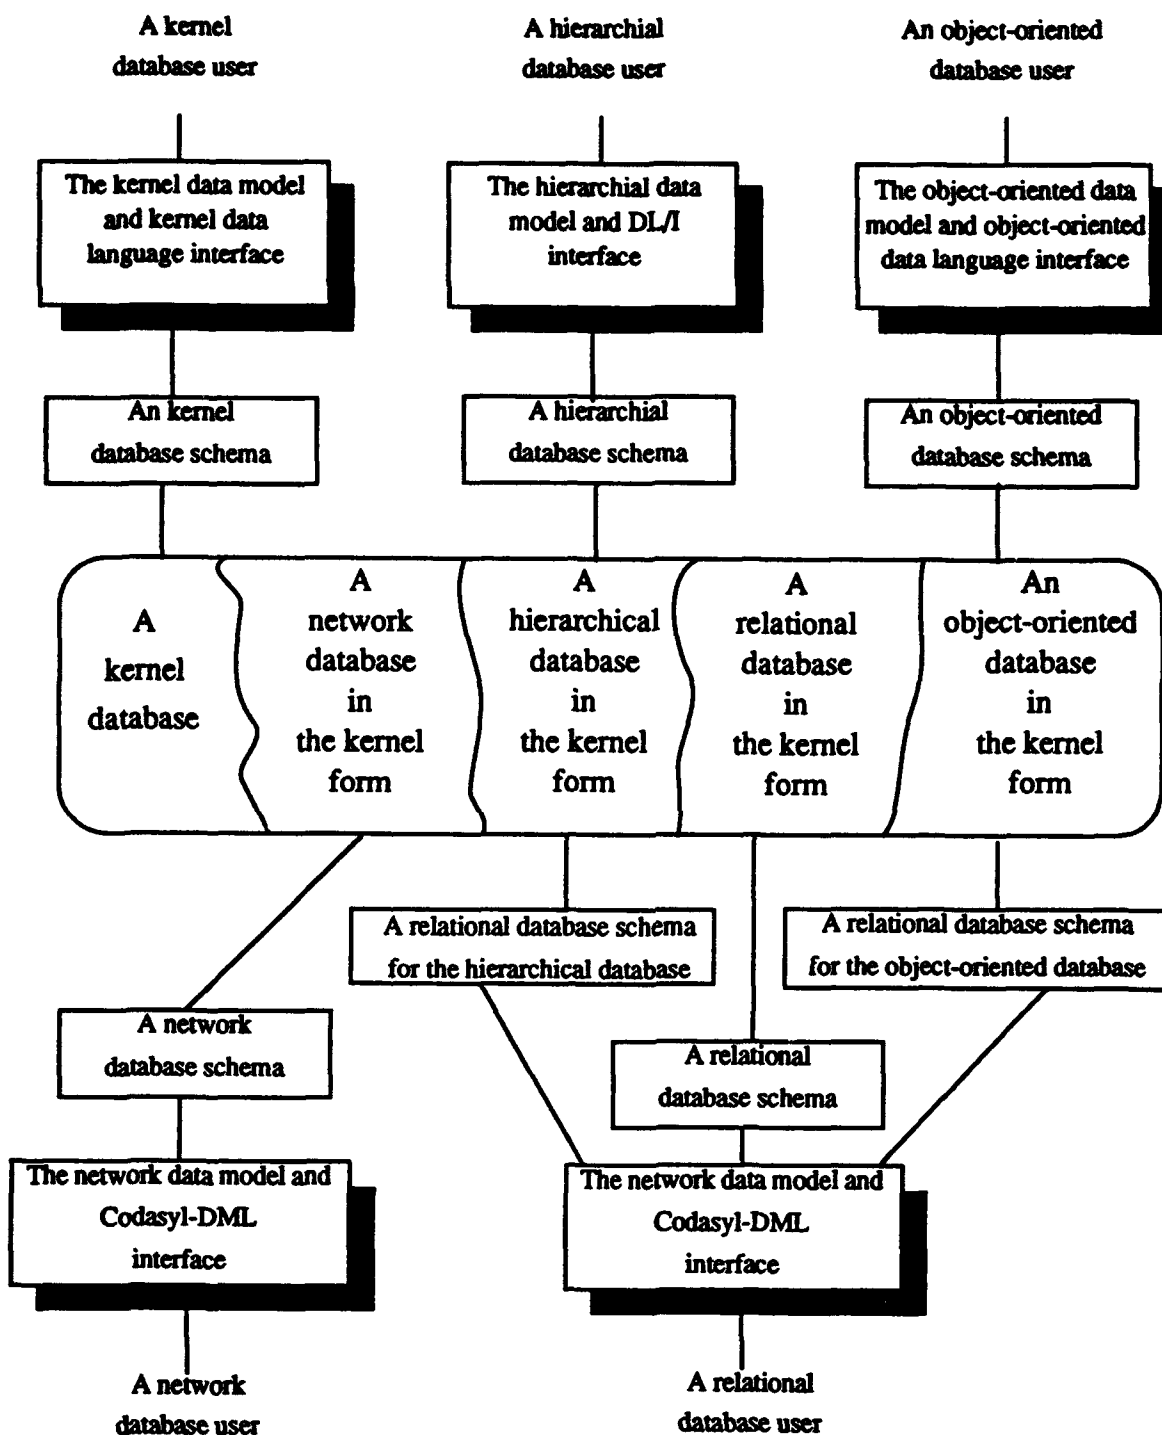 A kernel
database user
A hierarchial
database user
An object-oriented
database user
The kernel data model
and kernel data
language interface
The hierarchial data
model and DL/I
interface
The object-oriented data
model and object-oriented
data language interface
An kernel
database schema
A hierarchial
database schema
An object-oriented
database schema
A
kernel
database
A
network
database
in
the kernel
form
A
hierarchical
database
in
the kernel
form
A
relational
database
in
the kernel
form
An
object-oriented
database
in
the kernel
form
A relational database schema
for the hierarchical database
A relational database schema
for the object-oriented database
A network
database schema
A relational
database schema
The network data model and
Codasyl-DML
interface
The network data model and
Codasyl-DML
interface
A network
database user
A relational
database user